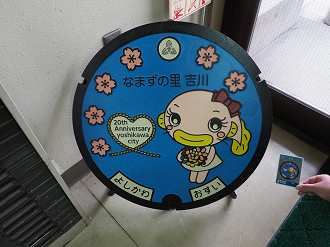 なまずの里 吉川
20th
Anniversary
yoshikawa
city
よしかわ
おすい